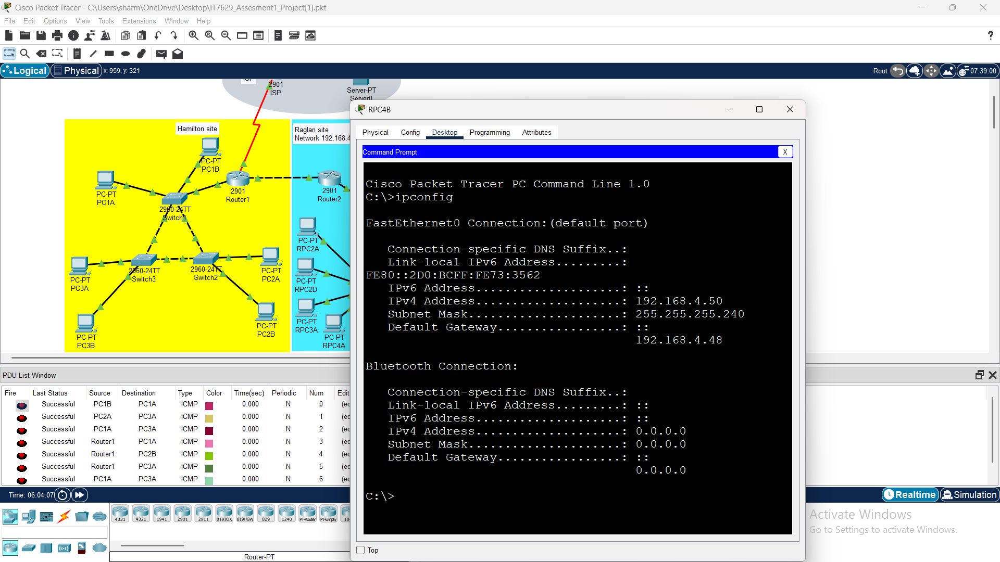 Cisco Packet Tracer - C:\Users\sharm\OneDrive\Desktop\IT7629_Assesment1_Project[1].pkt
File Edit Options View Tools Extensions Window Help
?
Logical Physical x: 959, y: 321 Root 07:39:00
2901
ISP
Server-PT
Server0
Hamilton site
PC-PT
PC1B
PC-PT
PC1A
2901
Router1
2960-24TT
Switch1
2960-24TT
Switch3
2960-24TT
Switch2
PC-PT
PC2A
PC-PT
PC3A
PC-PT
PC2B
PC-PT
PC3B
Raglan site
Network 192.168.4
2901
Router2
PC-PT
RPC2A
PC-PT
RPC2D
PC-PT
RPC3A
PC-PT
RPC4A
RPC4B
Physical Config Desktop Programming Attributes
Command Prompt X
Cisco Packet Tracer PC Command Line 1.0
C:\>ipconfig
FastEthernet0 Connection:(default port)
Connection-specific DNS Suffix..:
Link-local IPv6 Address.........:
FE80::2D0:BCFF:FE73:3562
IPv6 Address....................: ::
IPv4 Address....................: 192.168.4.50
Subnet Mask.....................: 255.255.255.240
Default Gateway.................: ::
192.168.4.48
Bluetooth Connection:
Connection-specific DNS Suffix..:
Link-local IPv6 Address.........: ::
IPv6 Address....................: ::
IPv4 Address....................: 0.0.0.0
Subnet Mask.....................: 0.0.0.0
Default Gateway.................: ::
0.0.0.0
C:\>
Top
PDU List Window
Fire Last Status Source Destination Type Color Time(sec) Periodic Num Edit
Successful PC1B PC1A ICMP 0.000 N 0 (ec
Successful PC2A PC3A ICMP 0.000 N 1 (ec
Successful PC1A PC3A ICMP 0.000 N 2 (ec
Successful Router1 PC1A ICMP 0.000 N 3 (ec
Successful Router1 PC2B ICMP 0.000 N 4 (ec
Successful Router1 PC3A ICMP 0.000 N 5 (ec
Successful PC1A PC3A ICMP 0.000 N 6 (ec
Time: 06:04:07 Realtime Simulation
4331 4321 1941 2901 2911 819IOX 819HGW 829 1240 PT-Router PT-Empty 18
Router-PT
Activate Windows
Go to Settings to activate Windows.